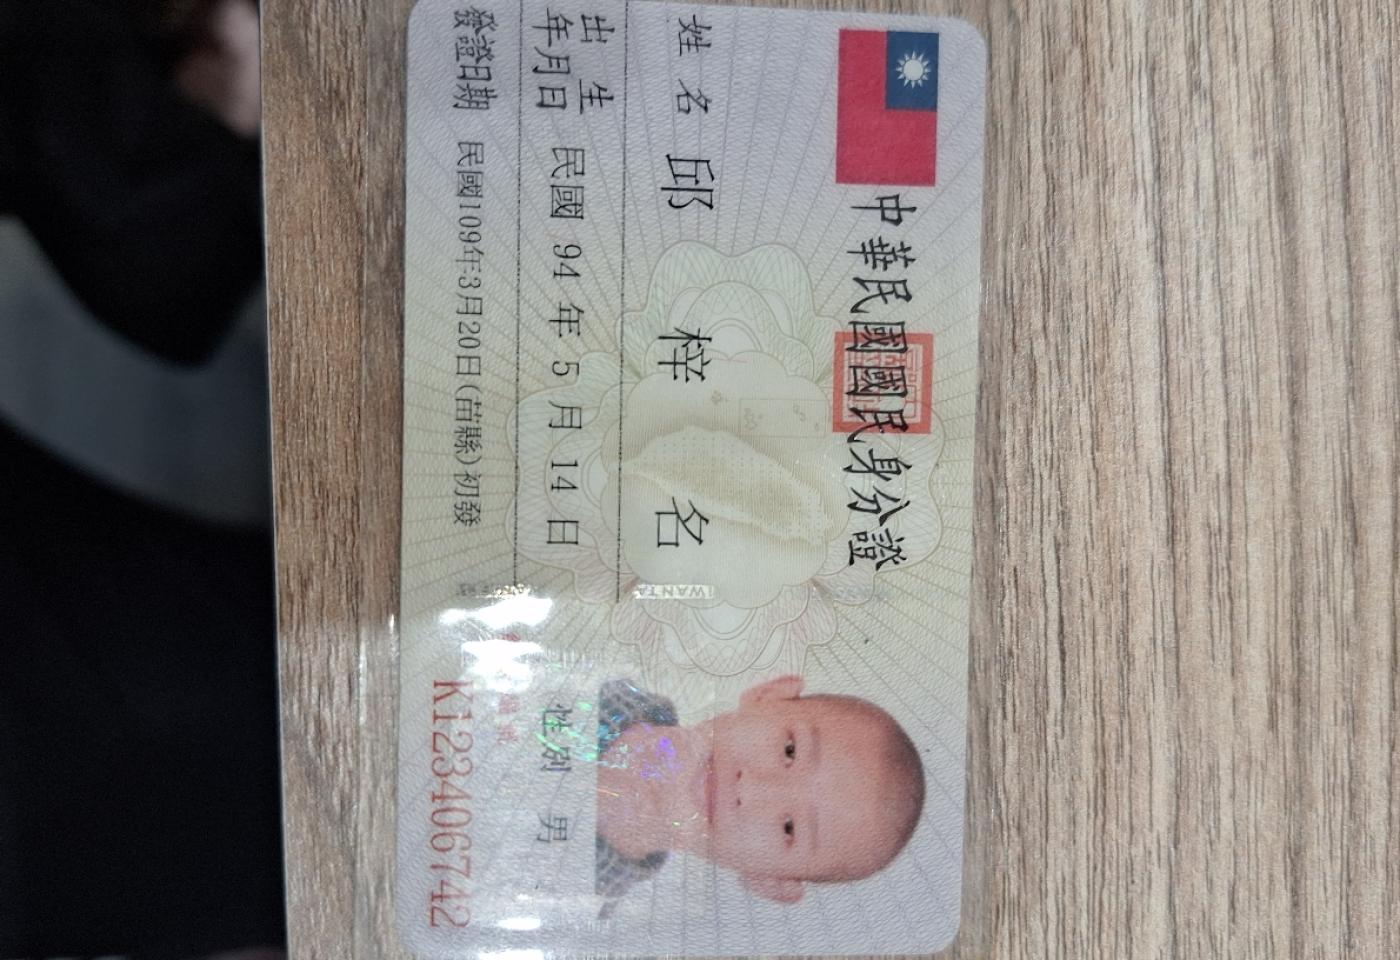 中華民國國民身分證
姓名 邱梓名
出生年月日 民國 94 年 5 月 14 日
性別 男
發證日期 民國109年3月20日(苗縣)初發
K123406742